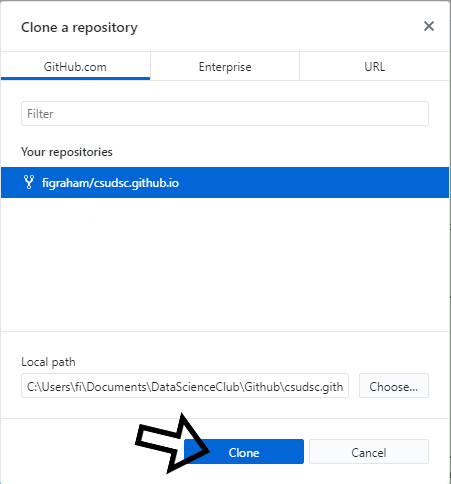 Clone a repository
GitHub.com Enterprise URL
Filter
Your repositories
figraham/csudsc.github.io
Local path
C:\Users\fi\Documents\DataScienceClub\Github\csudsc.gith Choose...
Clone Cancel